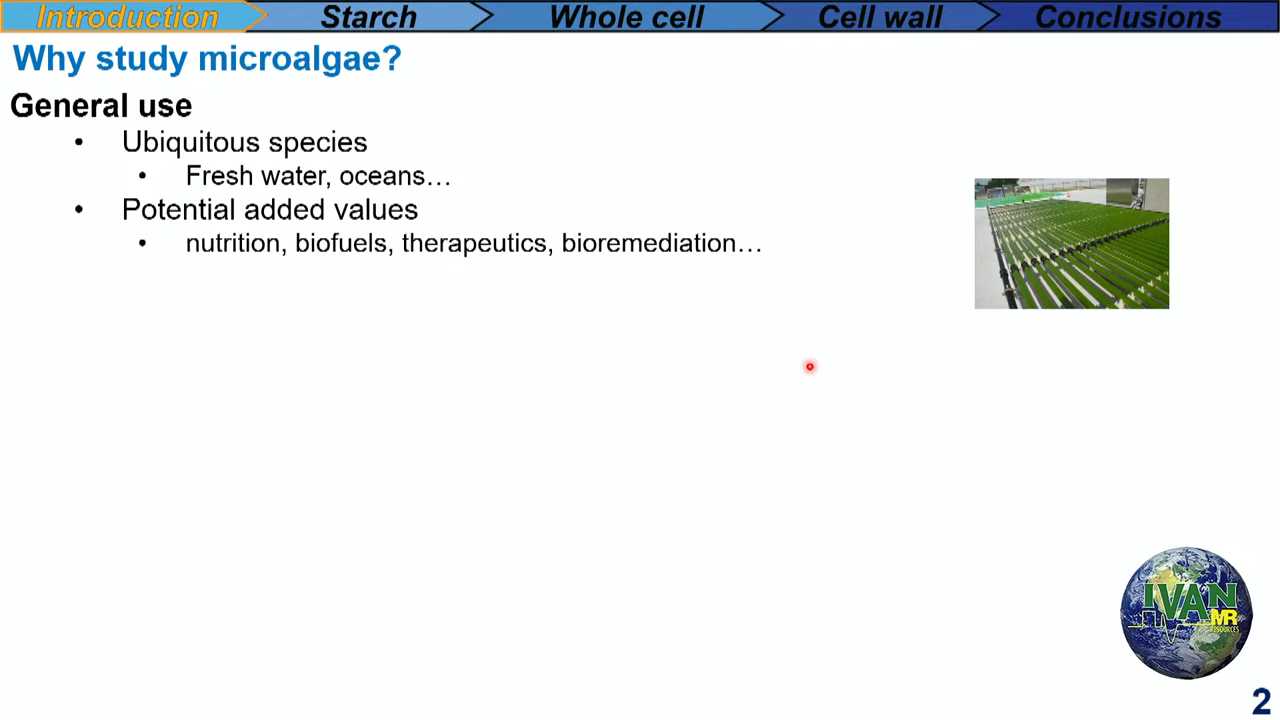 Introduction
Starch
Whole cell
Cell wall
Conclusions
Why study microalgae?
General use
• Ubiquitous species
• Fresh water, oceans…
• Potential added values
• nutrition, biofuels, therapeutics, bioremediation…
IVAN
MR
RESOURCES
2